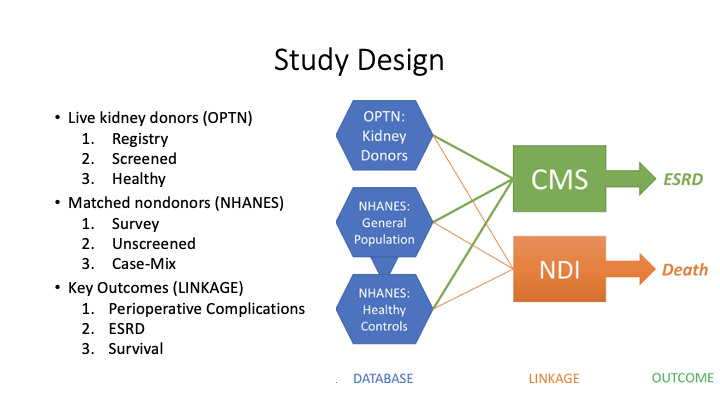 Study Design
• Live kidney donors (OPTN)
1. Registry
2. Screened
3. Healthy
• Matched nondonors (NHANES)
1. Survey
2. Unscreened
3. Case-Mix
• Key Outcomes (LINKAGE)
1. Perioperative Complications
2. ESRD
3. Survival
OPTN:
Kidney
Donors
NHANES:
General
Population
NHANES:
Healthy
Controls
CMS
NDI
ESRD
Death
. DATABASE
LINKAGE
OUTCOME